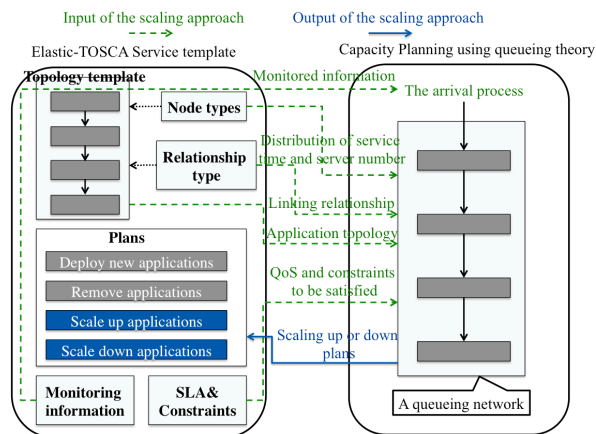 Input of the scaling approach
Output of the scaling approach
Elastic-TOSCA Service template
Capacity Planning using queueing theory
Topology template
Monitored information
The arrival process
Node types
Distribution of service
time and server number
Relationship
type
Linking relationship
Application topology
Plans
Deploy new applications
Remove applications
Scale up applications
Scale down applications
QoS and constraints
to be satisfied
Scaling up or down
plans
Monitoring
information
SLA&
Constraints
A queueing network